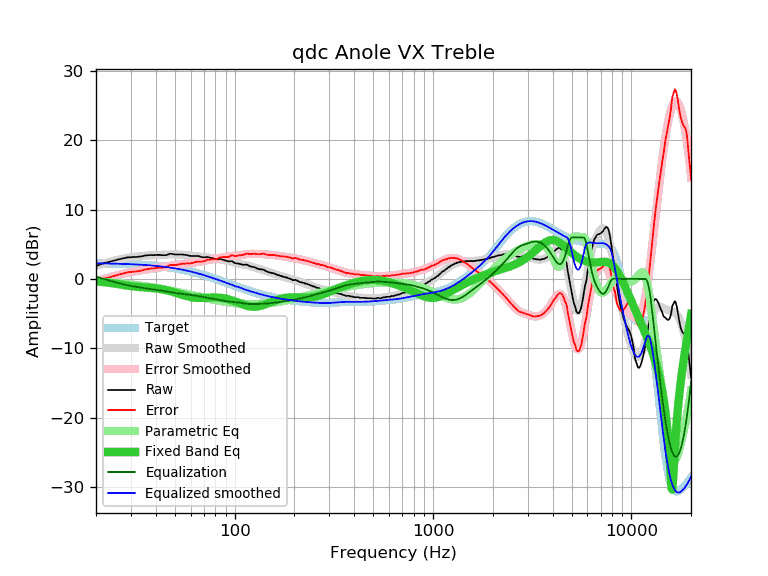 qdc Anole VX Treble
30
20
10
0
−10
−20
−30
Amplitude (dBr)
Target
Raw Smoothed
Error Smoothed
Raw
Error
Parametric Eq
Fixed Band Eq
Equalization
Equalized smoothed
100
1000
10000
Frequency (Hz)